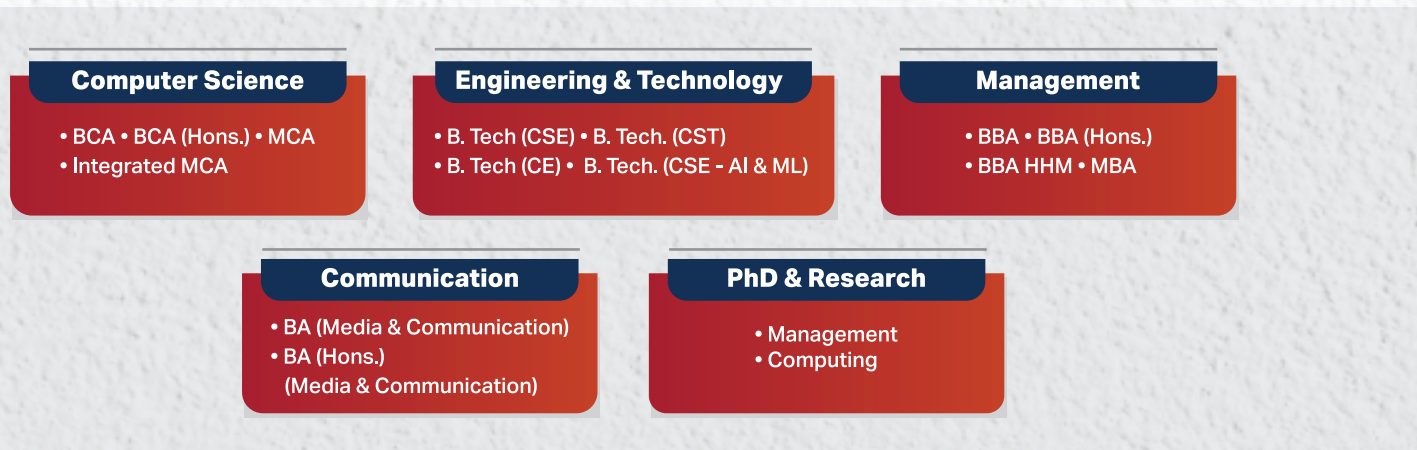 Computer Science
• BCA • BCA (Hons.) • MCA
• Integrated MCA
Engineering & Technology
• B. Tech (CSE) • B. Tech. (CST)
• B. Tech (CE) • B. Tech. (CSE - AI & ML)
Management
• BBA • BBA (Hons.)
• BBA HHM • MBA
Communication
• BA (Media & Communication)
• BA (Hons.)
(Media & Communication)
PhD & Research
• Management
• Computing